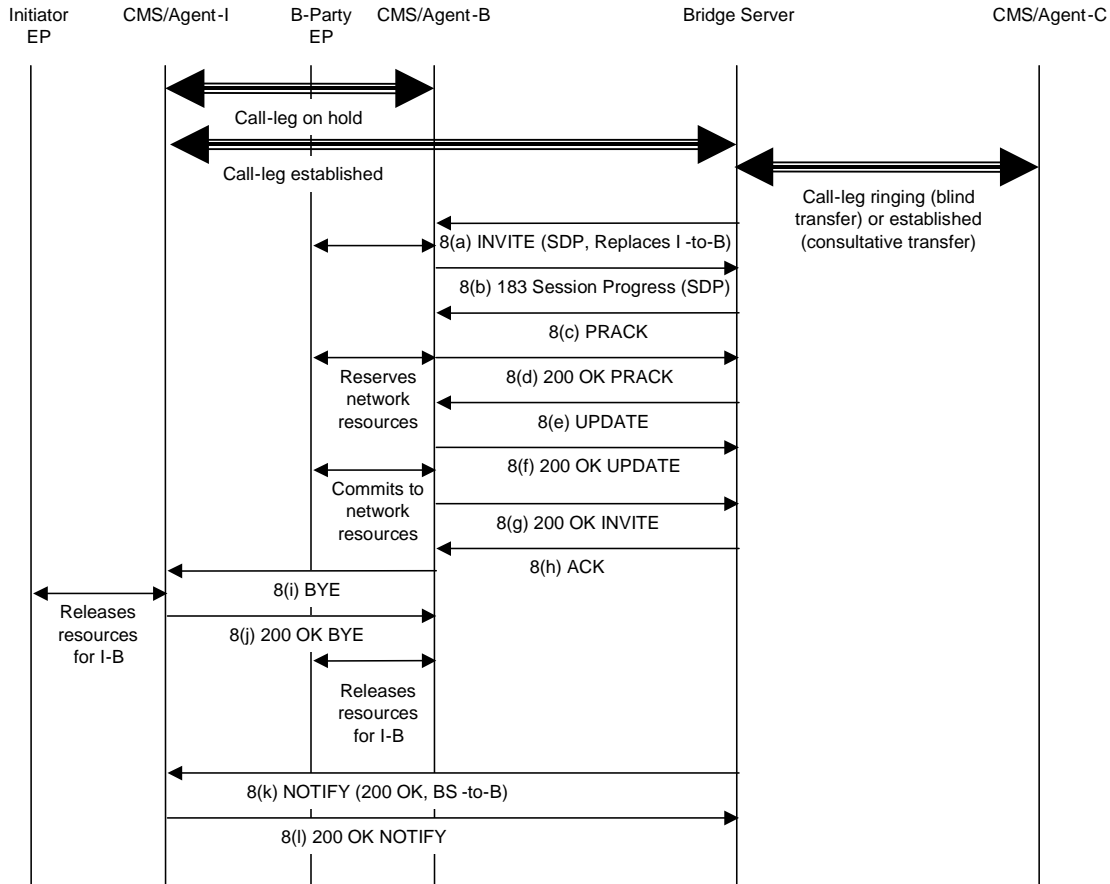 Initiator
EP
CMS/Agent-I
B-Party
EP
CMS/Agent-B
Bridge Server
CMS/Agent-C
Call-leg on hold
Call-leg established
Call-leg ringing (blind
transfer) or established
(consultative transfer)
8(a) INVITE (SDP, Replaces I -to-B)
8(b) 183 Session Progress (SDP)
8(c) PRACK
Reserves
network
resources
8(d) 200 OK PRACK
8(e) UPDATE
8(f) 200 OK UPDATE
Commits to
network
resources
8(g) 200 OK INVITE
8(h) ACK
8(i) BYE
Releases
resources
for I-B
8(j) 200 OK BYE
Releases
resources
for I-B
8(k) NOTIFY (200 OK, BS -to-B)
8(l) 200 OK NOTIFY